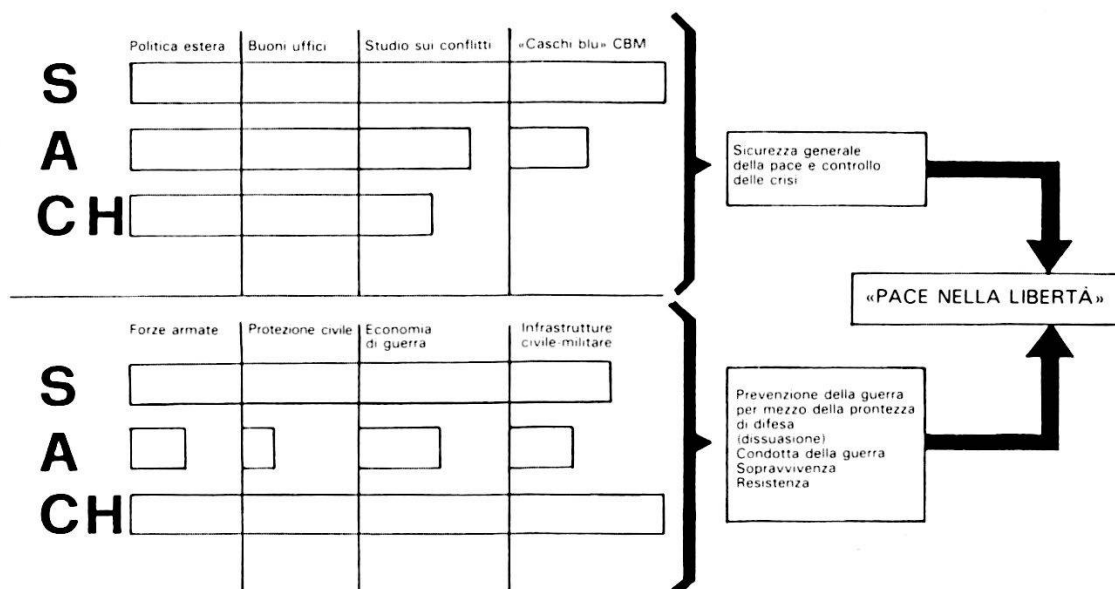 Politica estera
Buoni uffici
Studio sui conflitti
«Caschi blu» CBM
S
A
CH
Sicurezza generale
della pace e controllo
delle crisi
«PACE NELLA LIBERTÀ»
Forze armate
Protezione civile
Economia
di guerra
Infrastrutture
civile-militare
S
A
CH
Prevenzione della guerra
per mezzo della prontezza
di difesa
(dissuasione)
Condotta della guerra
Sopravvivenza
Resistenza